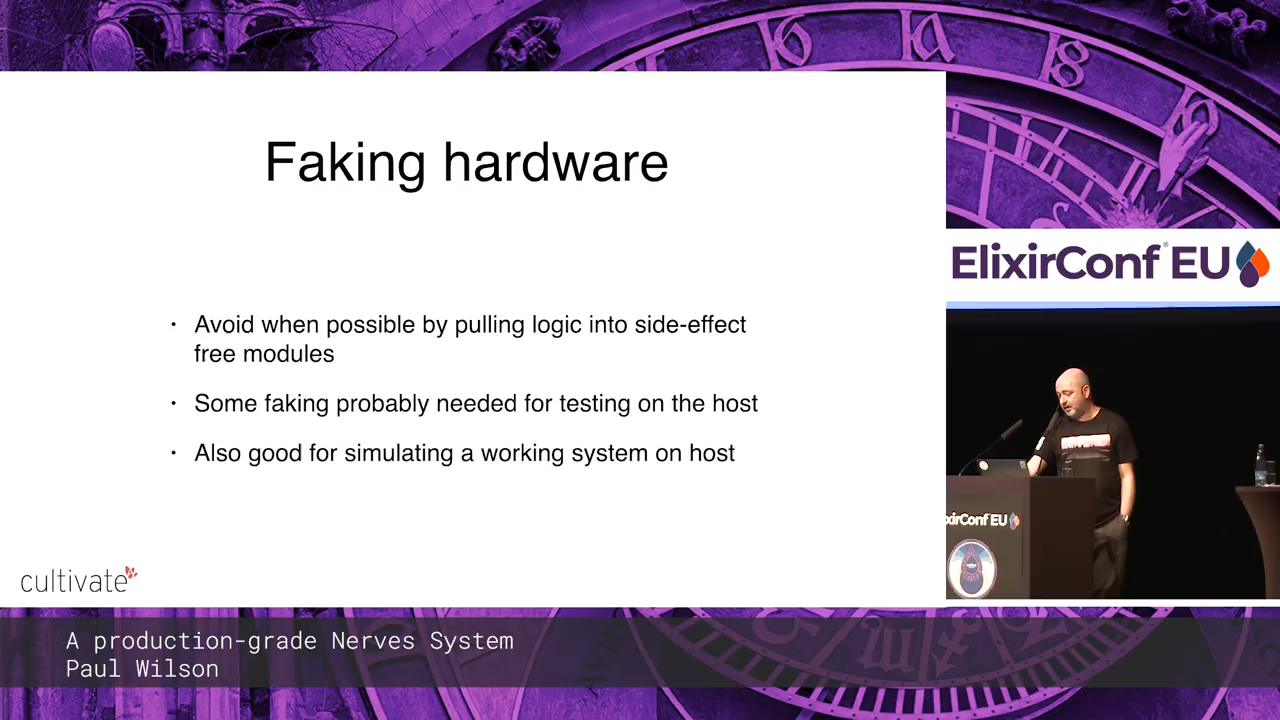 Faking hardware
• Avoid when possible by pulling logic into side-effect
free modules
• Some faking probably needed for testing on the host
• Also good for simulating a working system on host
cultivate
ElixirConf® EU
xirConf EU
A production-grade Nerves System
Paul Wilson